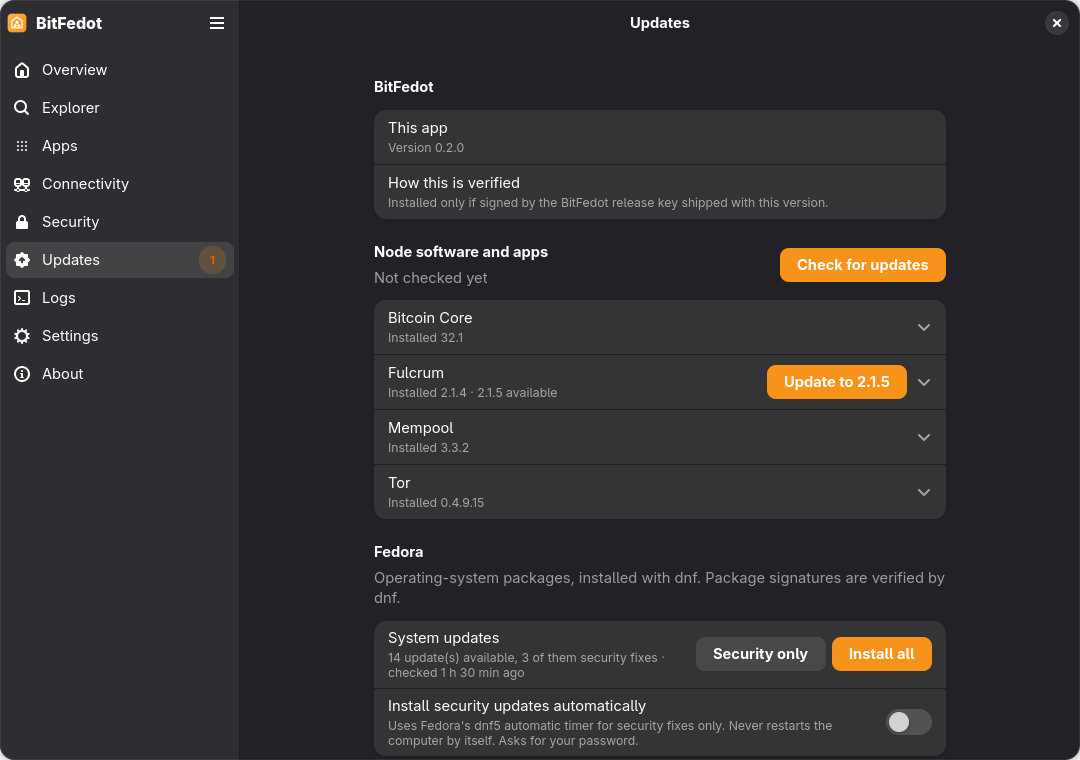 BitFedot
Updates
Overview
Explorer
Apps
Connectivity
Security
Updates
1
Logs
Settings
About
BitFedot
This app
Version 0.2.0
How this is verified
Installed only if signed by the BitFedot release key shipped with this version.
Node software and apps
Not checked yet
Check for updates
Bitcoin Core
Installed 32.1
Fulcrum
Installed 2.1.4 · 2.1.5 available
Update to 2.1.5
Mempool
Installed 3.3.2
Tor
Installed 0.4.9.15
Fedora
Operating-system packages, installed with dnf. Package signatures are verified by
dnf.
System updates
14 update(s) available, 3 of them security fixes ·
checked 1 h 30 min ago
Security only
Install all
Install security updates automatically
Uses Fedora's dnf5 automatic timer for security fixes only. Never restarts the
computer by itself. Asks for your password.